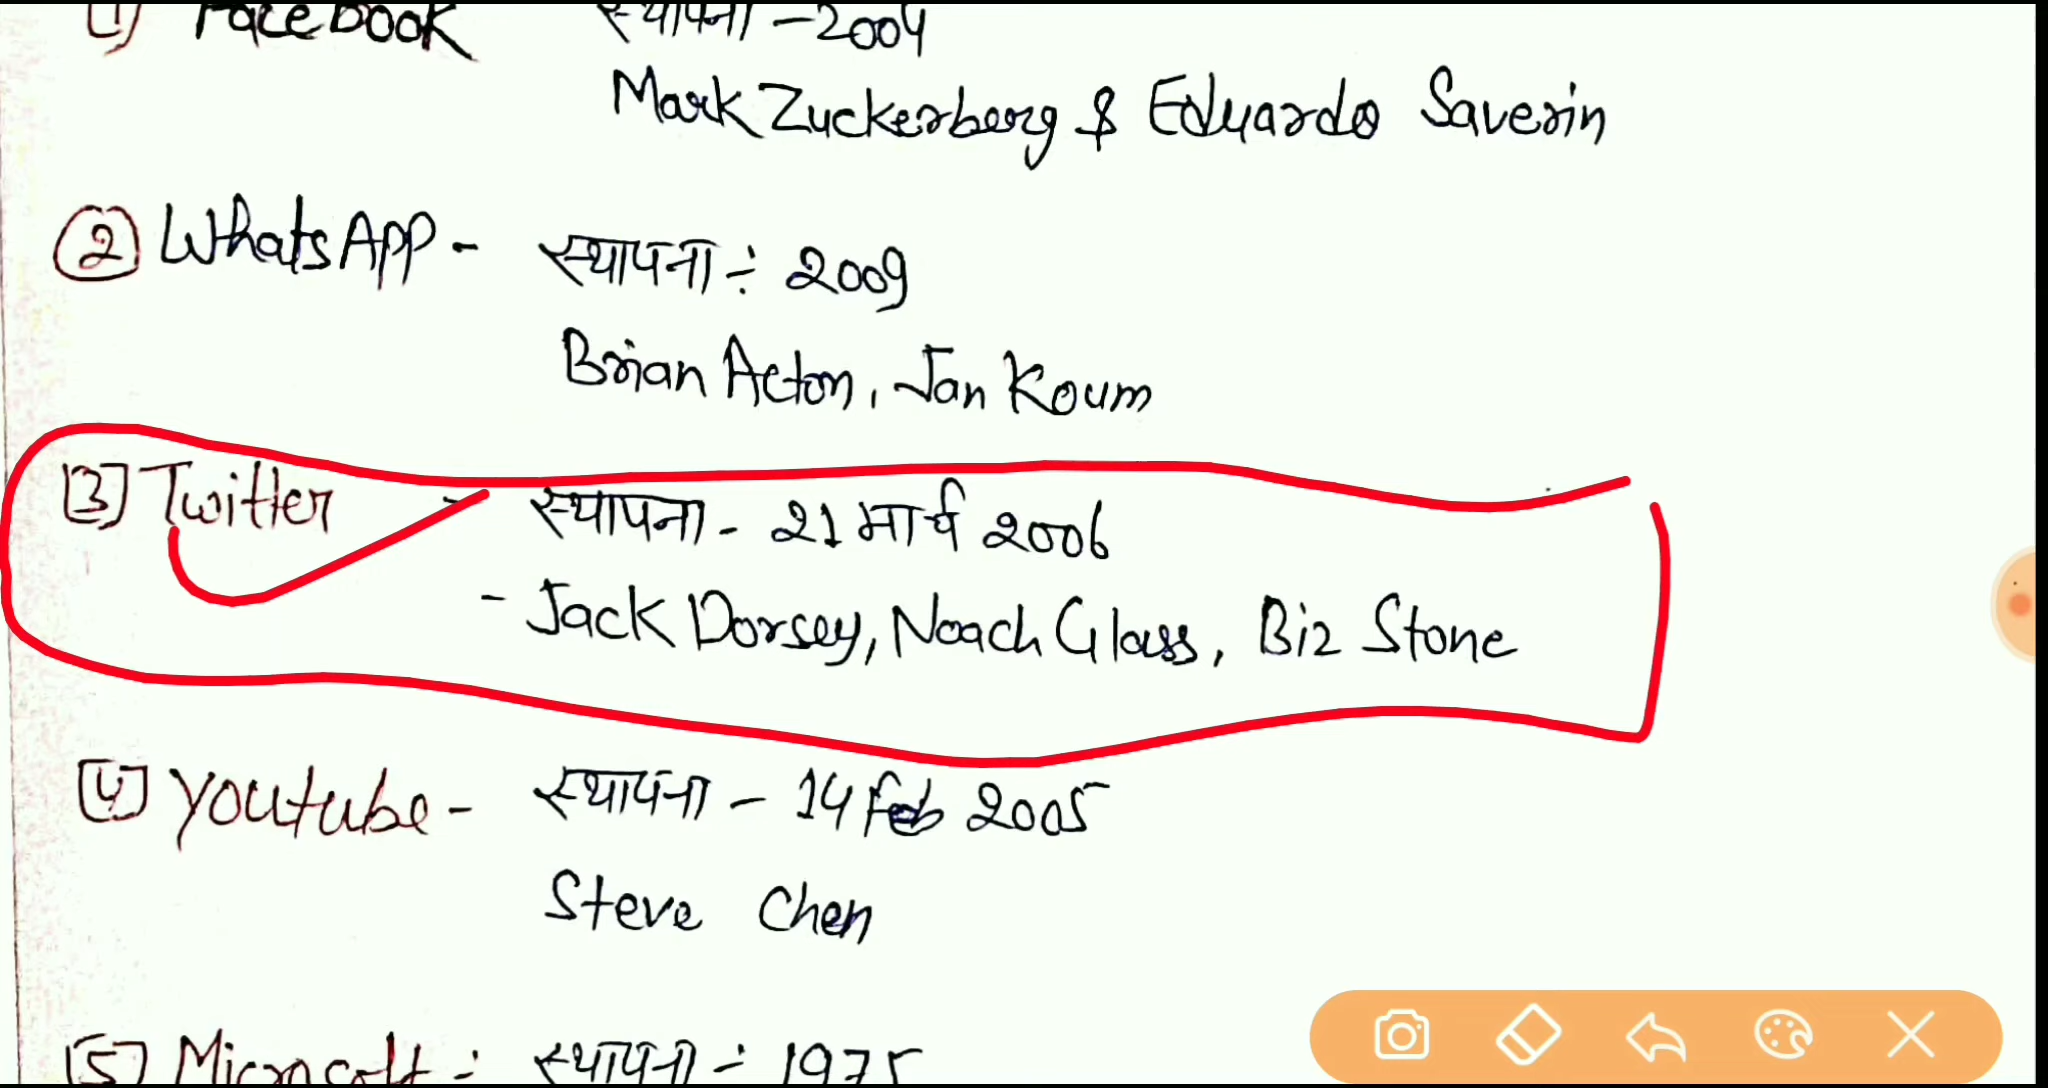 (1) Facebook स्थापना - 2004
Mark Zuckerberg & Eduardo Saverin
(2) WhatsApp - स्थापना ÷ 2009
Brian Acton, Jan Koum
[3] Twitter - स्थापना - 21 मार्च 2006
- Jack Dorsey, Noach Glass, Biz Stone
[4] Youtube - स्थापना - 14 Feb 2005
Steve Chen
[5] Microsoft ÷ स्थापना ÷ 1975